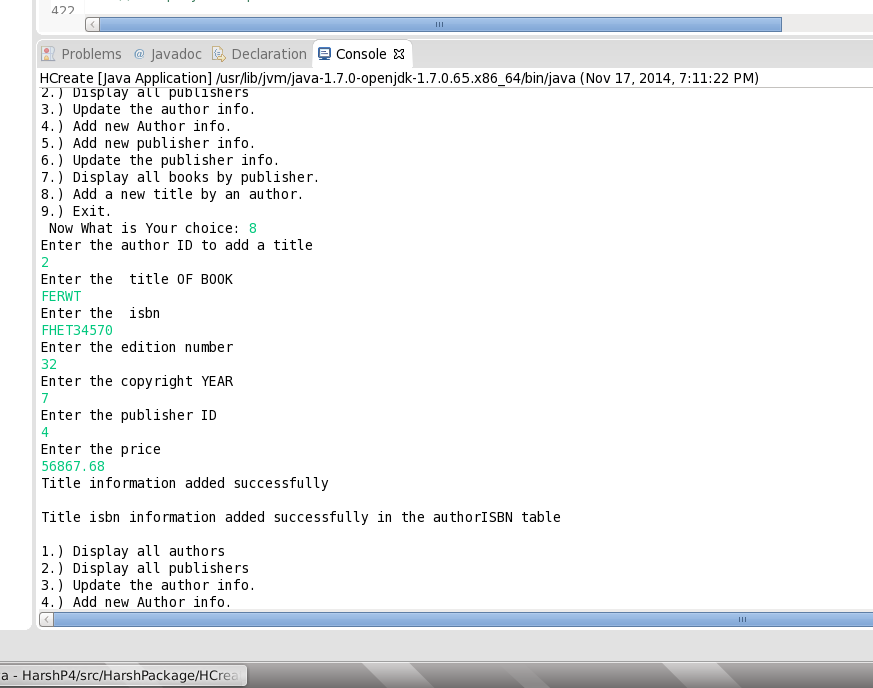 422
Problems @ Javadoc Declaration Console
HCreate [Java Application] /usr/lib/jvm/java-1.7.0-openjdk-1.7.0.65.x86_64/bin/java (Nov 17, 2014, 7:11:22 PM)
2.) Display all publishers
3.) Update the author info.
4.) Add new Author info.
5.) Add new publisher info.
6.) Update the publisher info.
7.) Display all books by publisher.
8.) Add a new title by an author.
9.) Exit.
Now What is Your choice: 8
Enter the author ID to add a title
2
Enter the  title OF BOOK
FERWT
Enter the  isbn
FHET34570
Enter the edition number
32
Enter the copyright YEAR
7
Enter the publisher ID
4
Enter the price
56867.68
Title information added successfully
Title isbn information added successfully in the authorISBN table
1.) Display all authors
2.) Display all publishers
3.) Update the author info.
4.) Add new Author info.
a - HarshP4/src/HarshPackage/HCrea